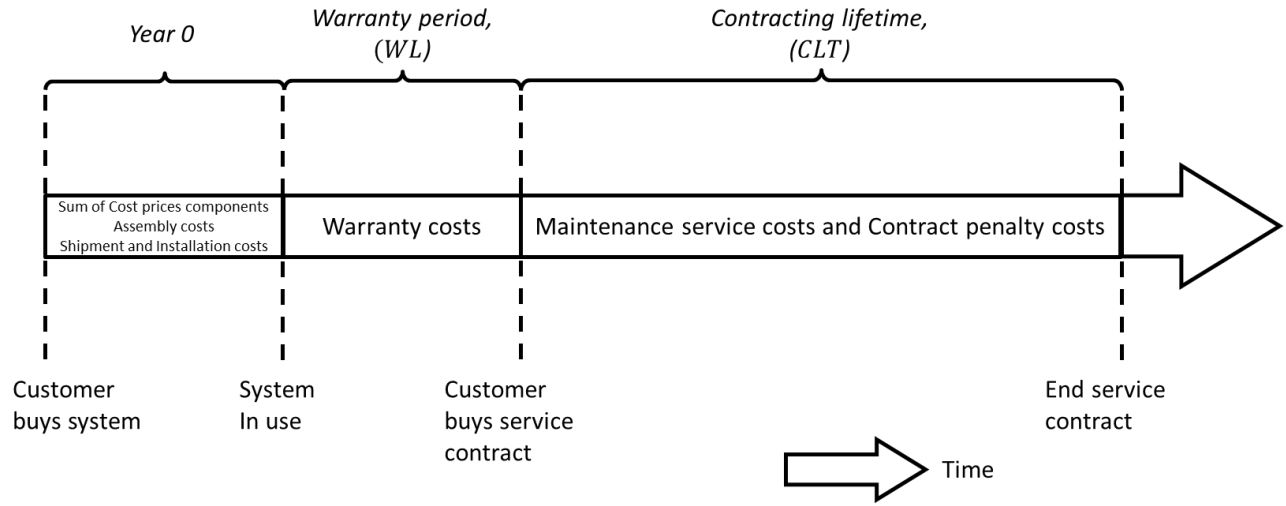 Year 0
Warranty period,
(WL)
Contracting lifetime,
(CLT)
Sum of Cost prices components
Assembly costs
Shipment and Installation costs
Warranty costs
Maintenance service costs and Contract penalty costs
Customer
buys system
System
In use
Customer
buys service
contract
End service
contract
Time